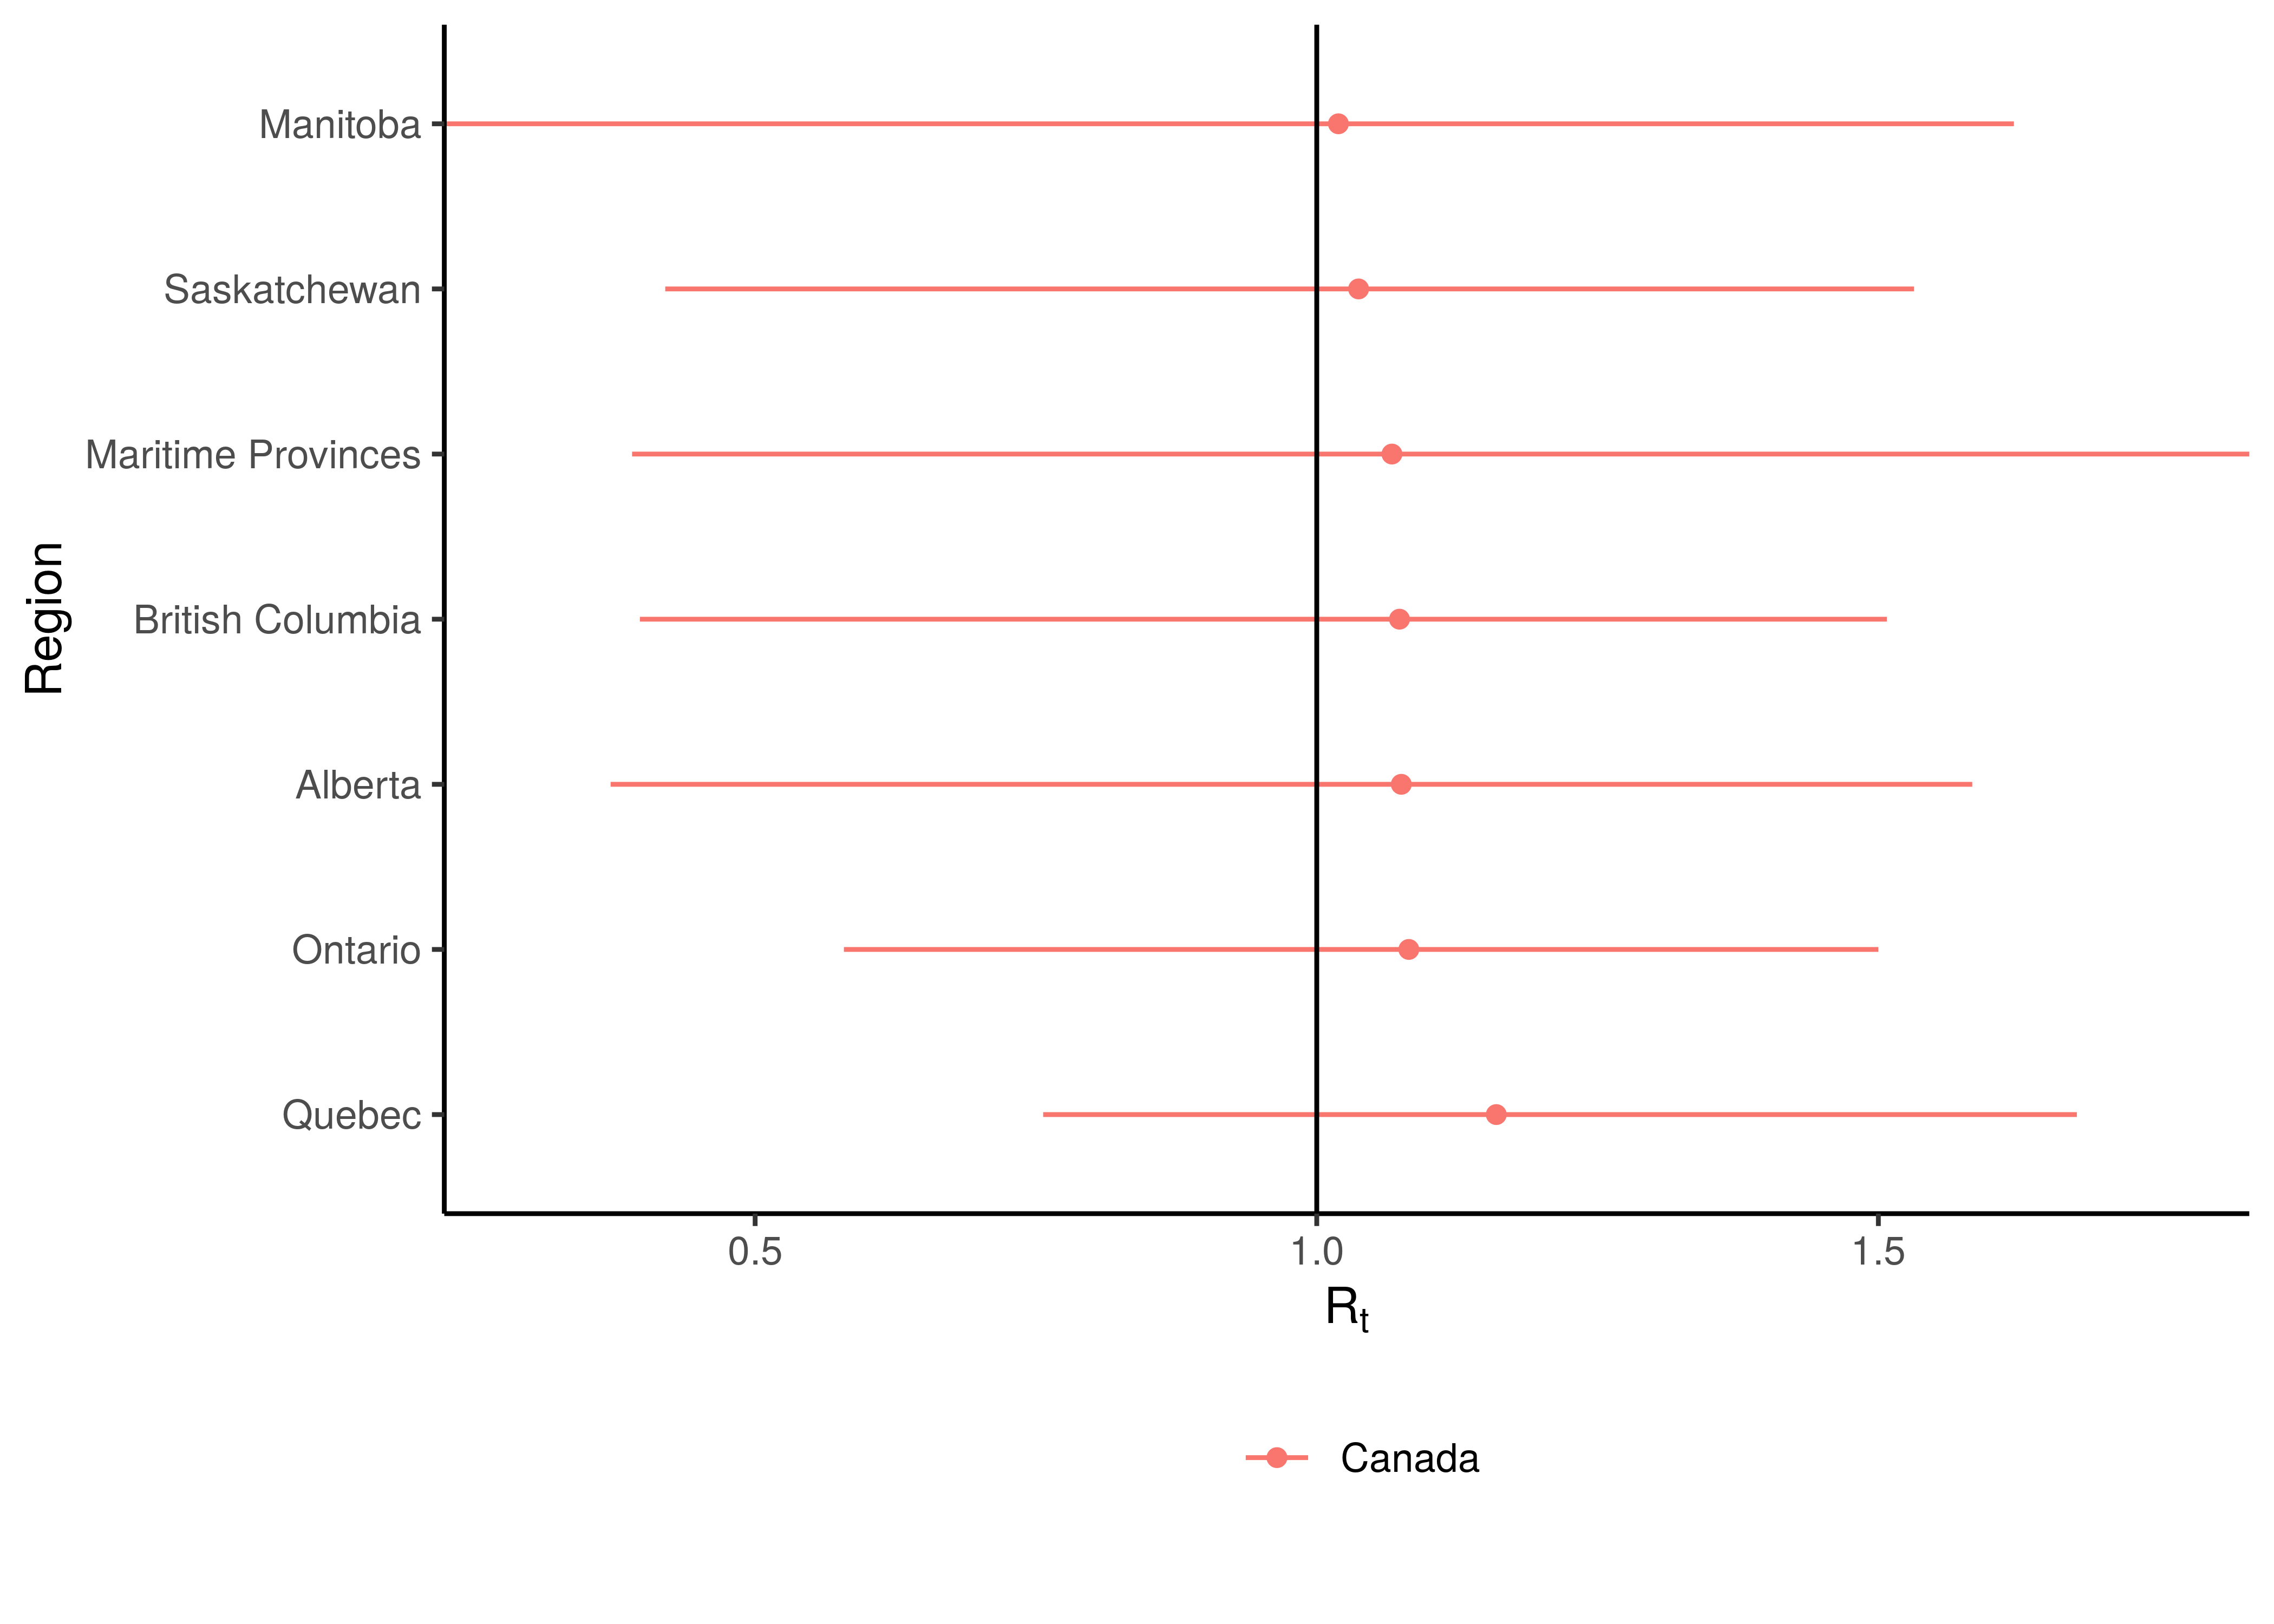 Manitoba
Saskatchewan
Maritime Provinces
British Columbia
Alberta
Ontario
Quebec
Region
0.5 1.0 1.5
Rt
Canada